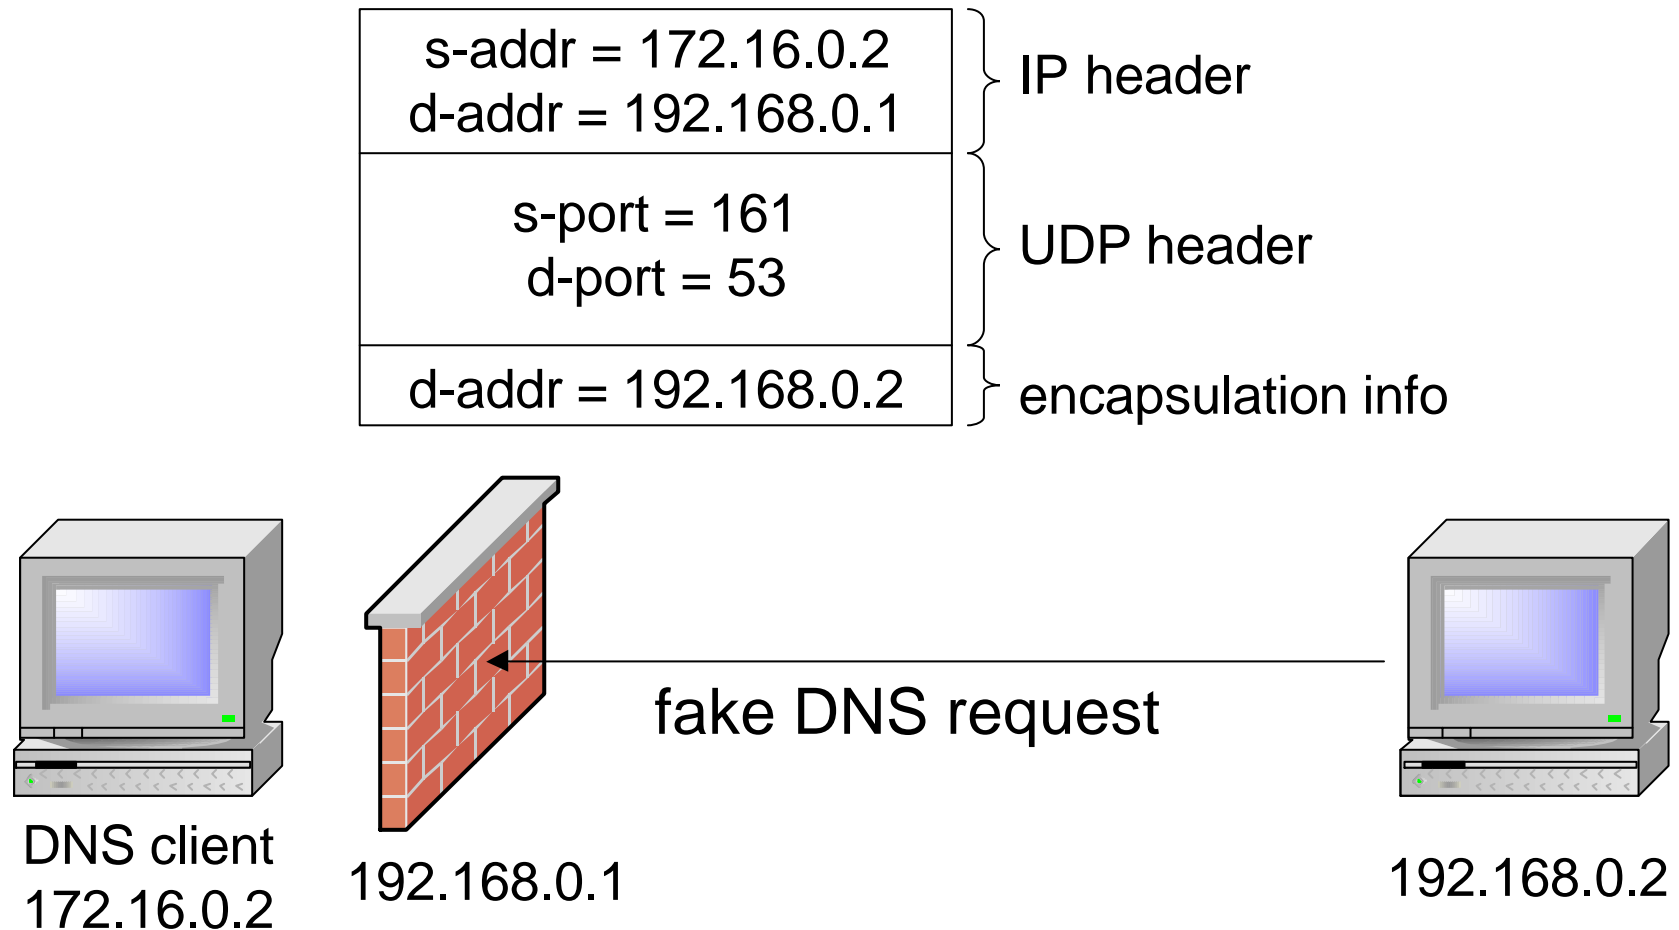 s-addr = 172.16.0.2
d-addr = 192.168.0.1
IP header
s-port = 161
d-port = 53
UDP header
d-addr = 192.168.0.2
encapsulation info
fake DNS request
DNS client
172.16.0.2
192.168.0.1
192.168.0.2